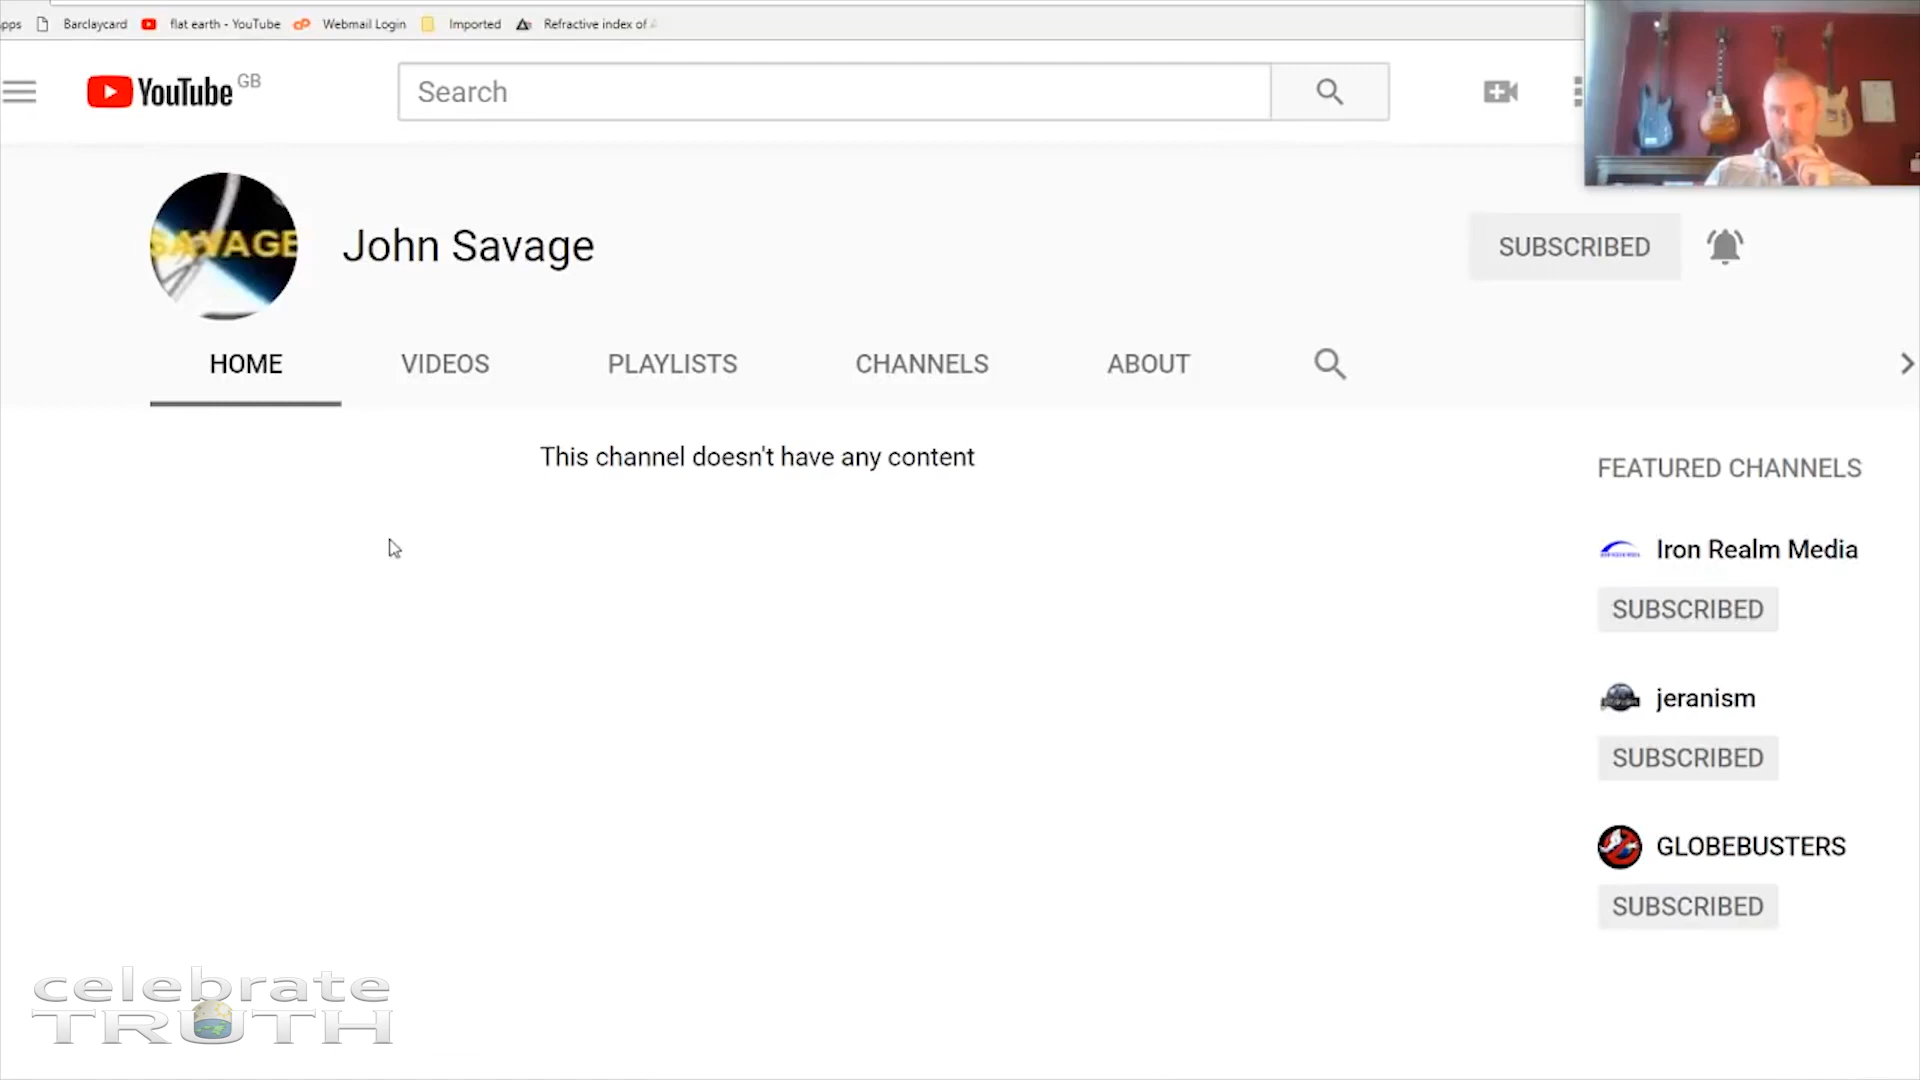 pps Barclaycard flat earth - YouTube Webmail Login Imported Refractive index of
YouTube GB
Search
SAVAGE
John Savage
SUBSCRIBED
HOME VIDEOS PLAYLISTS CHANNELS ABOUT
This channel doesn't have any content
FEATURED CHANNELS
Iron Realm Media
SUBSCRIBED
jeranism
SUBSCRIBED
GLOBEBUSTERS
SUBSCRIBED
celebrate
TRUTH